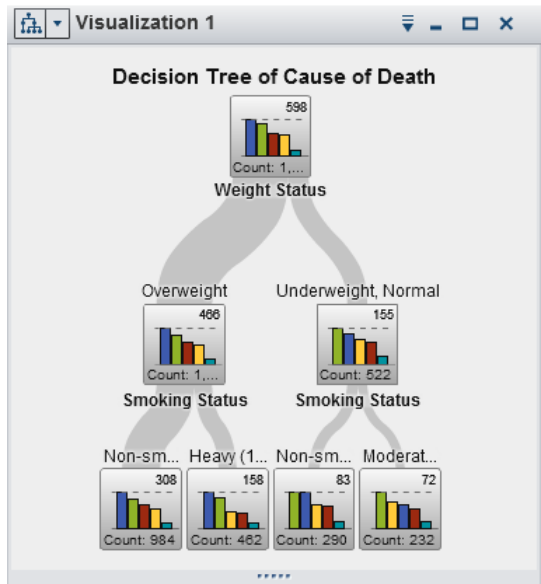 Visualization 1
Decision Tree of Cause of Death
598
Count: 1,...
Weight Status
Overweight
Underweight, Normal
466
155
Count: 1,...
Count: 522
Smoking Status
Smoking Status
Non-sm...
Heavy (1...
Non-sm...
Moderat...
308
158
83
72
Count: 984
Count: 462
Count: 290
Count: 232